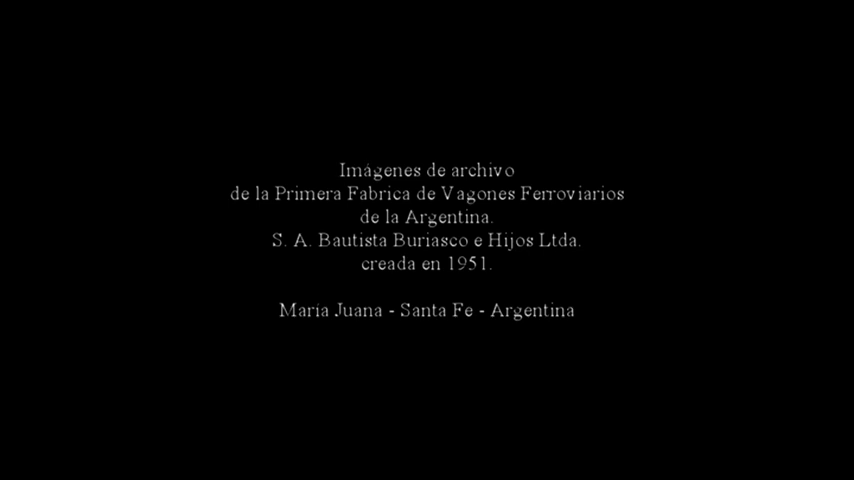 Imágenes de archivo
de la Primera Fabrica de Vagones Ferroviarios
de la Argentina.
S. A. Bautista Buriasco e Hijos Ltda.
creada en 1951.
María Juana - Santa Fe - Argentina